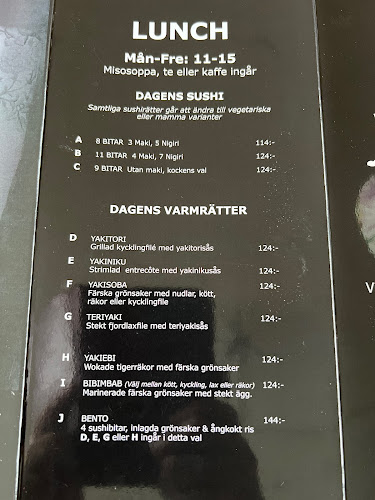 LUNCH
Mån-Fre: 11-15
Misosoppa, te eller kaffe ingår
DAGENS SUSHI
Samtliga sushirätter går att ändra till vegetariska
eller mamma varianter
A 8 BITAR 3 Maki, 5 Nigiri 114:-
B 11 BITAR 4 Maki, 7 Nigiri 124:-
C 9 BITAR Utan maki, kockens val 124:-
DAGENS VARMRÄTTER
D YAKITORI
Grillad kycklingfilé med yakitorisås 124:-
E YAKINIKU
Strimlad entrecôte med yakinikusås 124:-
F YAKISOBA 124:-
Färska grönsaker med nudlar, kött,
räkor eller kycklingfile
G TERIYAKI 124:-
Stekt fjordlaxfile med teriyakisås
H YAKIEBI 124:-
Wokade tigerräkor med färska grönsaker
I BIBIMBAB (Välj mellan kött, kyckling, lax eller räkor) 124:-
Marinerade färska grönsaker med stekt ägg.
J BENTO 144:-
4 sushibitar, inlagda grönsaker & ångkokt ris
D, E, G eller H ingår i detta val
V